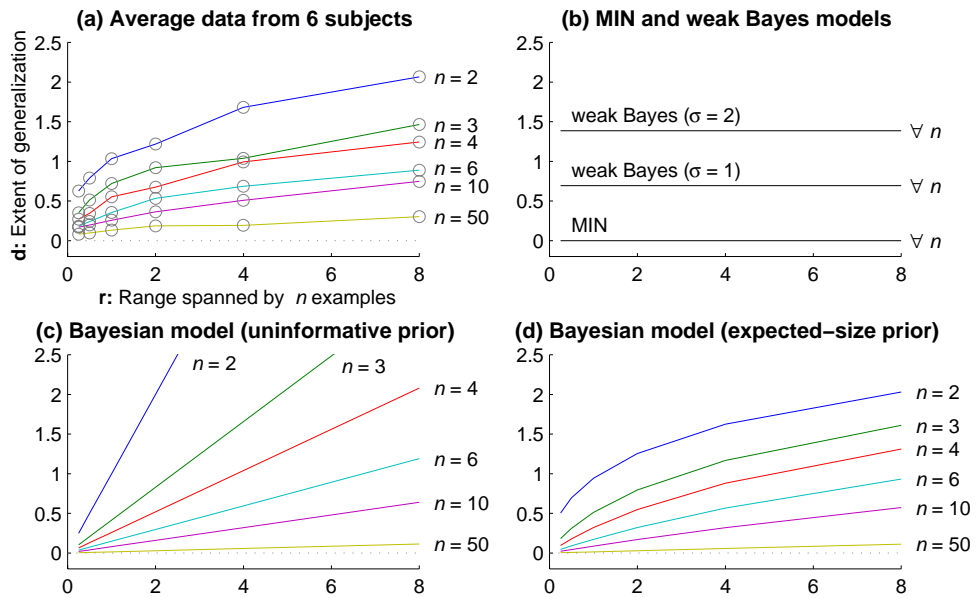 (a) Average data from 6 subjects
2.5
2
1.5
1
0.5
0
0 2 4 6 8
d: Extent of generalization
r: Range spanned by n examples
n = 2
n = 3
n = 4
n = 6
n = 10
n = 50
(b) MIN and weak Bayes models
2.5
2
1.5
1
0.5
0
0 2 4 6 8
weak Bayes (σ = 2)
∀ n
weak Bayes (σ = 1)
∀ n
MIN
∀ n
(c) Bayesian model (uninformative prior)
2.5
2
1.5
1
0.5
0
0 2 4 6 8
n = 2
n = 3
n = 4
n = 6
n = 10
n = 50
(d) Bayesian model (expected−size prior)
2.5
2
1.5
1
0.5
0
0 2 4 6 8
n = 2
n = 3
n = 4
n = 6
n = 10
n = 50